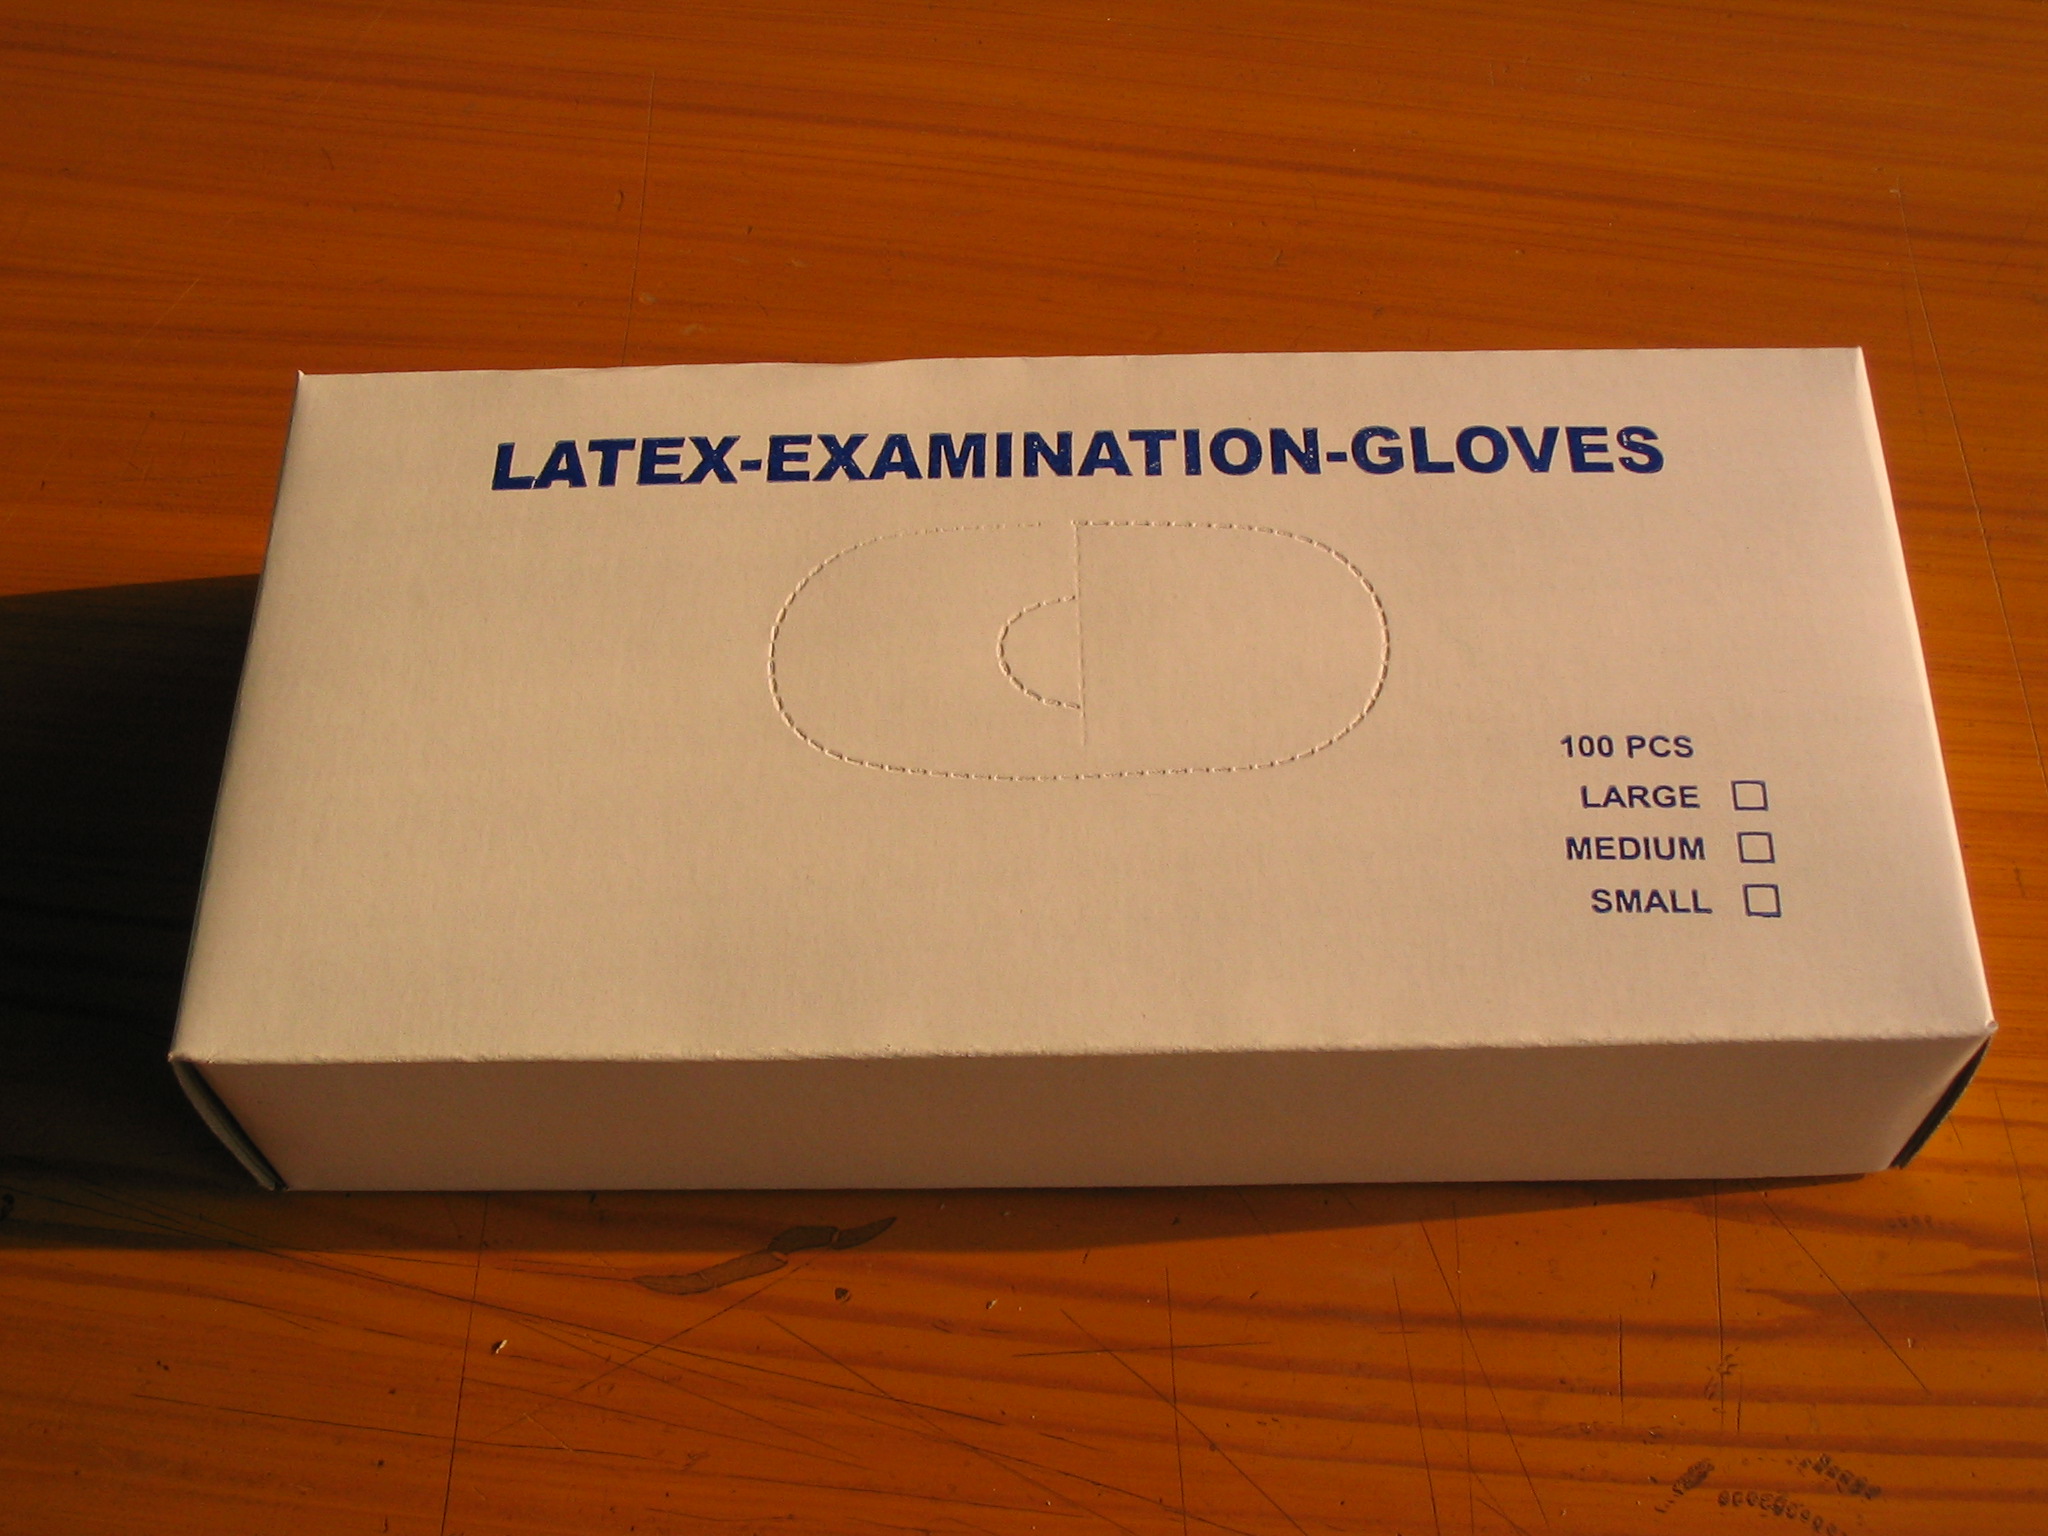 LATEX-EXAMINATION-GLOVES
100 PCS
LARGE
MEDIUM
SMALL